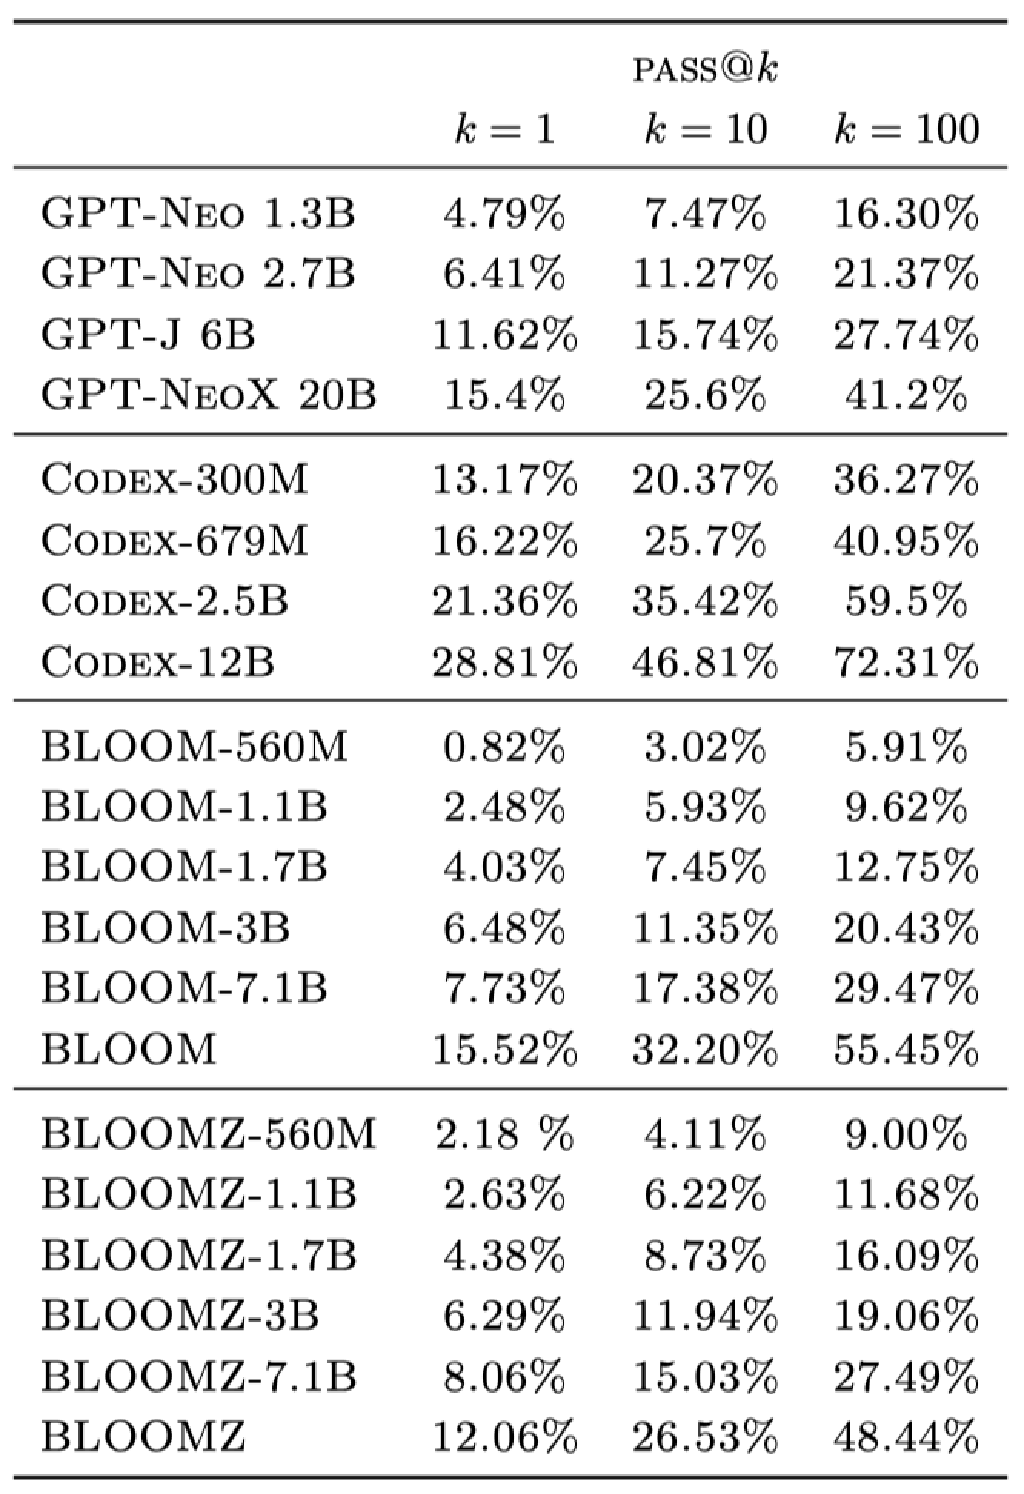 PASS@k
k = 1 k = 10 k = 100
GPT-NEO 1.3B 4.79% 7.47% 16.30%
GPT-NEO 2.7B 6.41% 11.27% 21.37%
GPT-J 6B 11.62% 15.74% 27.74%
GPT-NEOX 20B 15.4% 25.6% 41.2%
CODEX-300M 13.17% 20.37% 36.27%
CODEX-679M 16.22% 25.7% 40.95%
CODEX-2.5B 21.36% 35.42% 59.5%
CODEX-12B 28.81% 46.81% 72.31%
BLOOM-560M 0.82% 3.02% 5.91%
BLOOM-1.1B 2.48% 5.93% 9.62%
BLOOM-1.7B 4.03% 7.45% 12.75%
BLOOM-3B 6.48% 11.35% 20.43%
BLOOM-7.1B 7.73% 17.38% 29.47%
BLOOM 15.52% 32.20% 55.45%
BLOOMZ-560M 2.18 % 4.11% 9.00%
BLOOMZ-1.1B 2.63% 6.22% 11.68%
BLOOMZ-1.7B 4.38% 8.73% 16.09%
BLOOMZ-3B 6.29% 11.94% 19.06%
BLOOMZ-7.1B 8.06% 15.03% 27.49%
BLOOMZ 12.06% 26.53% 48.44%